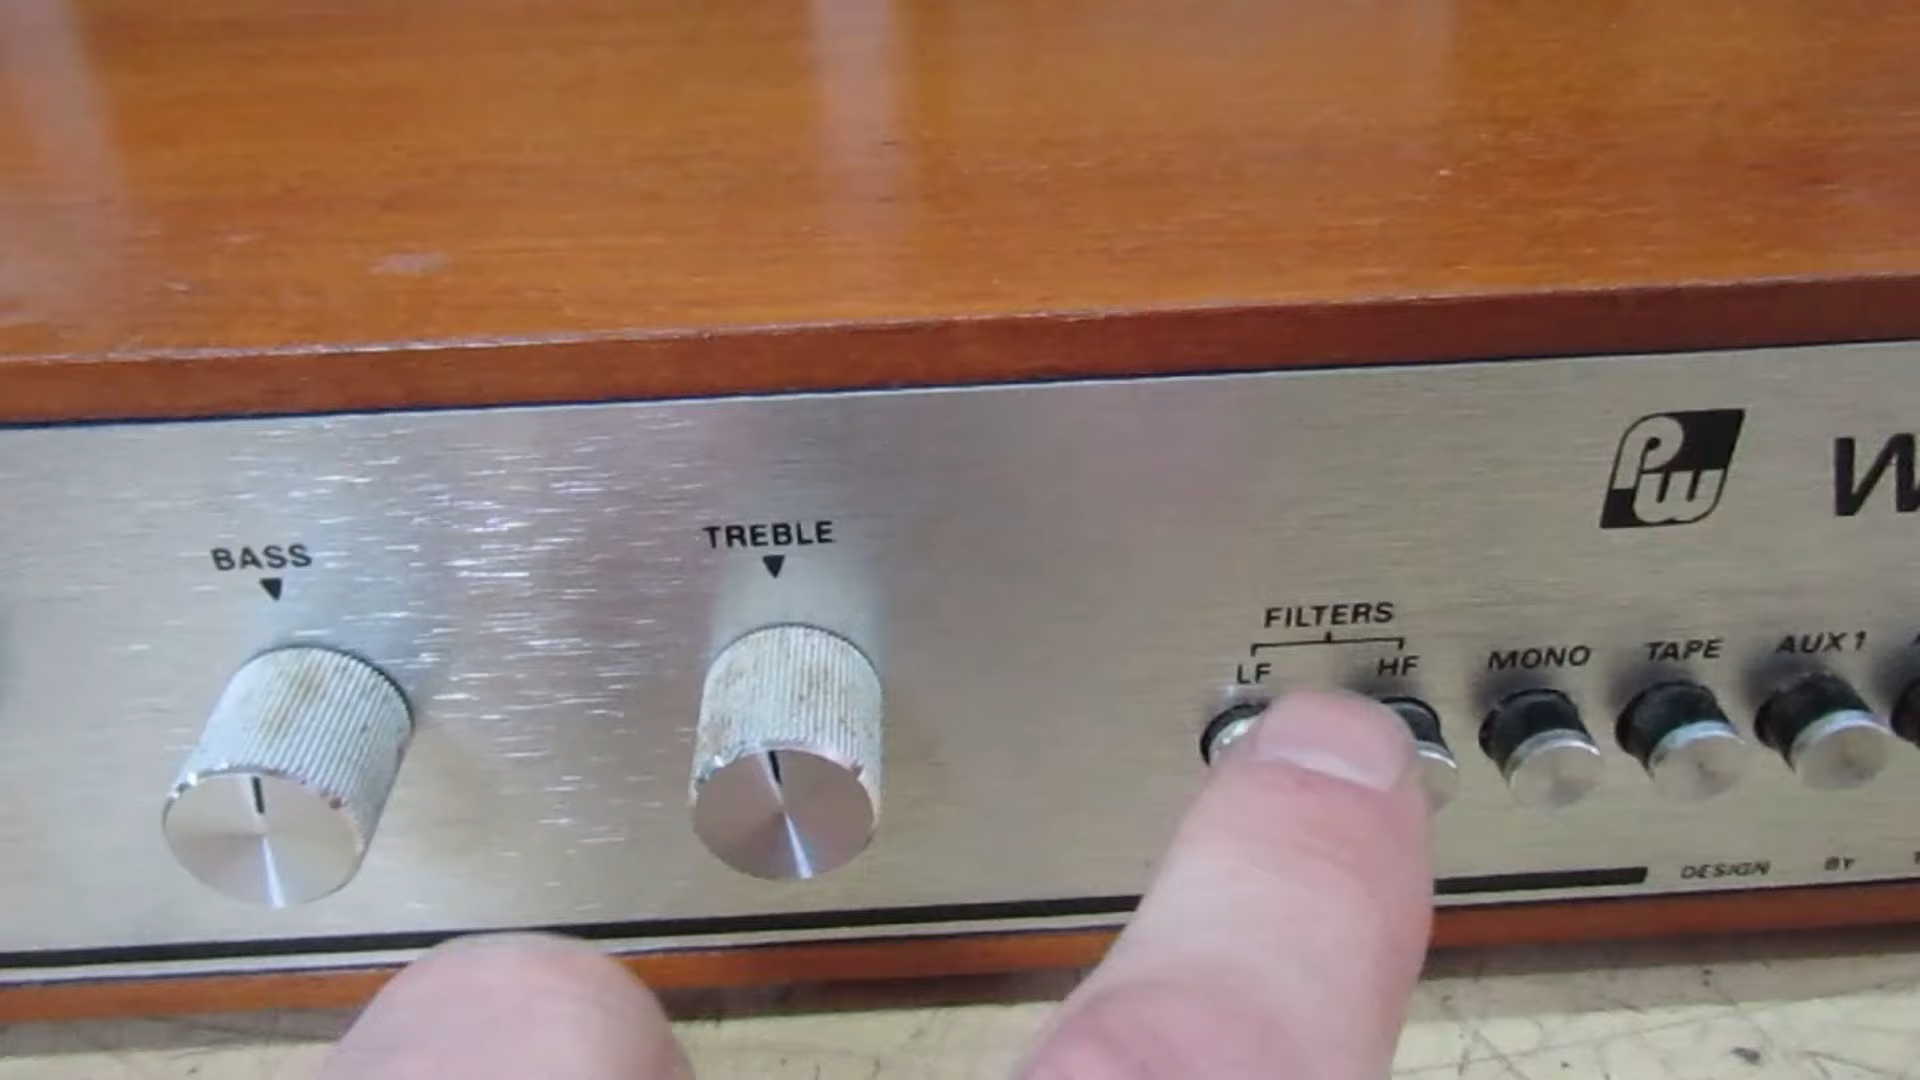 BASS
TREBLE
PW W
FILTERS
LF HF
MONO
TAPE
AUX 1
DESIGN BY